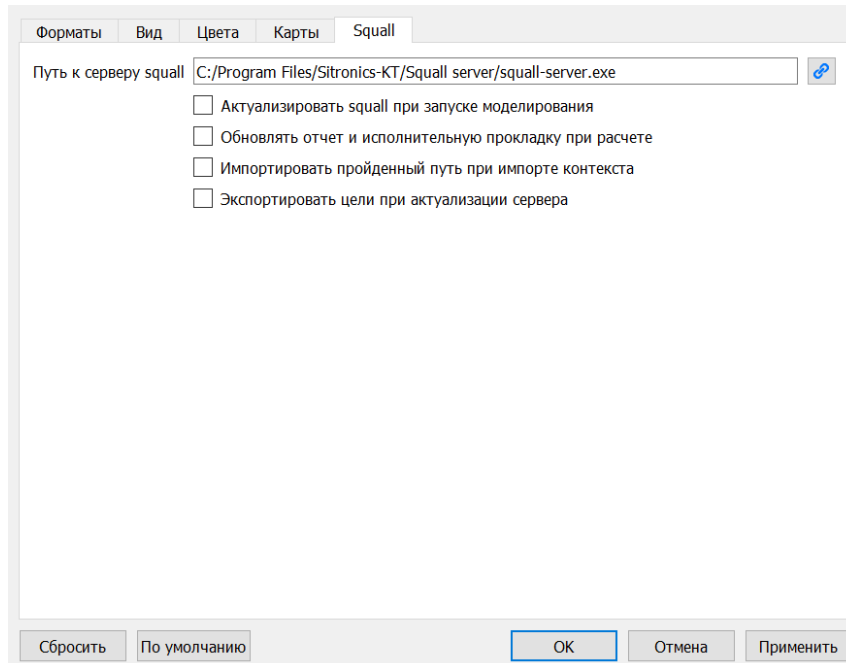 Форматы Вид Цвета Карты Squall
Путь к серверу squall C:/Program Files/Sitronics-KT/Squall server/squall-server.exe
Актуализировать squall при запуске моделирования
Обновлять отчет и исполнительную прокладку при расчете
Импортировать пройденный путь при импорте контекста
Экспортировать цели при актуализации сервера
Сбросить По умолчанию OK Отмена Применить